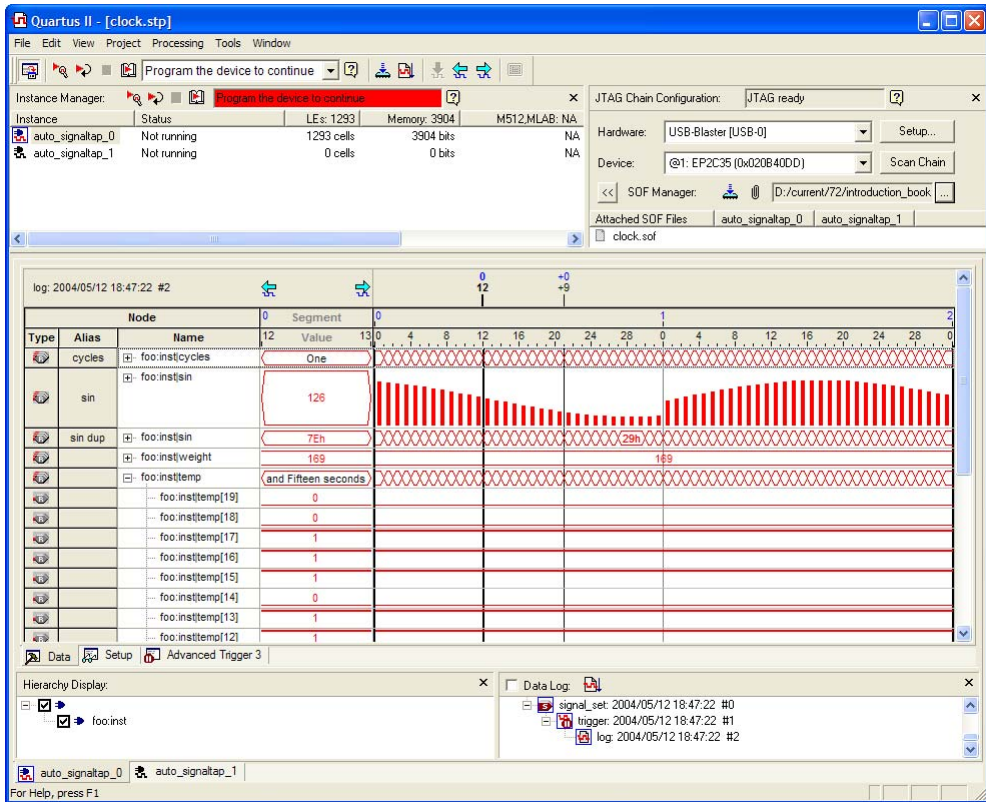 Quartus II - [clock.stp]
File Edit View Project Processing Tools Window
Program the device to continue
Instance Manager: Program the device to continue
Instance Status LEs: 1293 Memory: 3904 M512,MLAB: NA
auto_signaltap_0 Not running 1293 cells 3904 bits NA
auto_signaltap_1 Not running 0 cells 0 bits NA
JTAG Chain Configuration: JTAG ready
Hardware: USB-Blaster [USB-0] Setup...
Device: @1: EP2C35 (0x020B40DD) Scan Chain
<< SOF Manager: D:/current/72/introduction_book ...
Attached SOF Files auto_signaltap_0 auto_signaltap_1
clock.sof
log: 2004/05/12 18:47:22 #2
0 +0
12 +9
Node 0 Segment 0 1 2
Type Alias Name 12 Value 13 0 4 8 12 16 20 24 28 0 4 8 12 16 20 24 28 0
cycles foo:inst|cycles One
sin foo:inst|sin 126
sin dup foo:inst|sin 7Eh 29h
foo:inst|weight 169 169
foo:inst|temp and Fifteen seconds
foo:inst|temp[19] 0
foo:inst|temp[18] 0
foo:inst|temp[17] 1
foo:inst|temp[16] 1
foo:inst|temp[15] 1
foo:inst|temp[14] 0
foo:inst|temp[13] 1
foo:inst|temp[12] 1
Data Setup Advanced Trigger 3
Hierarchy Display:
foo:inst
Data Log:
signal_set: 2004/05/12 18:47:22 #0
trigger: 2004/05/12 18:47:22 #1
log: 2004/05/12 18:47:22 #2
auto_signaltap_0 auto_signaltap_1
For Help, press F1